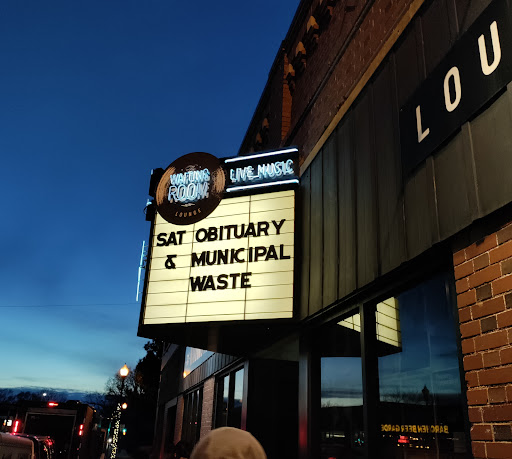 WAITING
ROOM
LOUNGE
LIVE MUSIC
SAT OBITUARY
& MUNICIPAL
WASTE
LOU